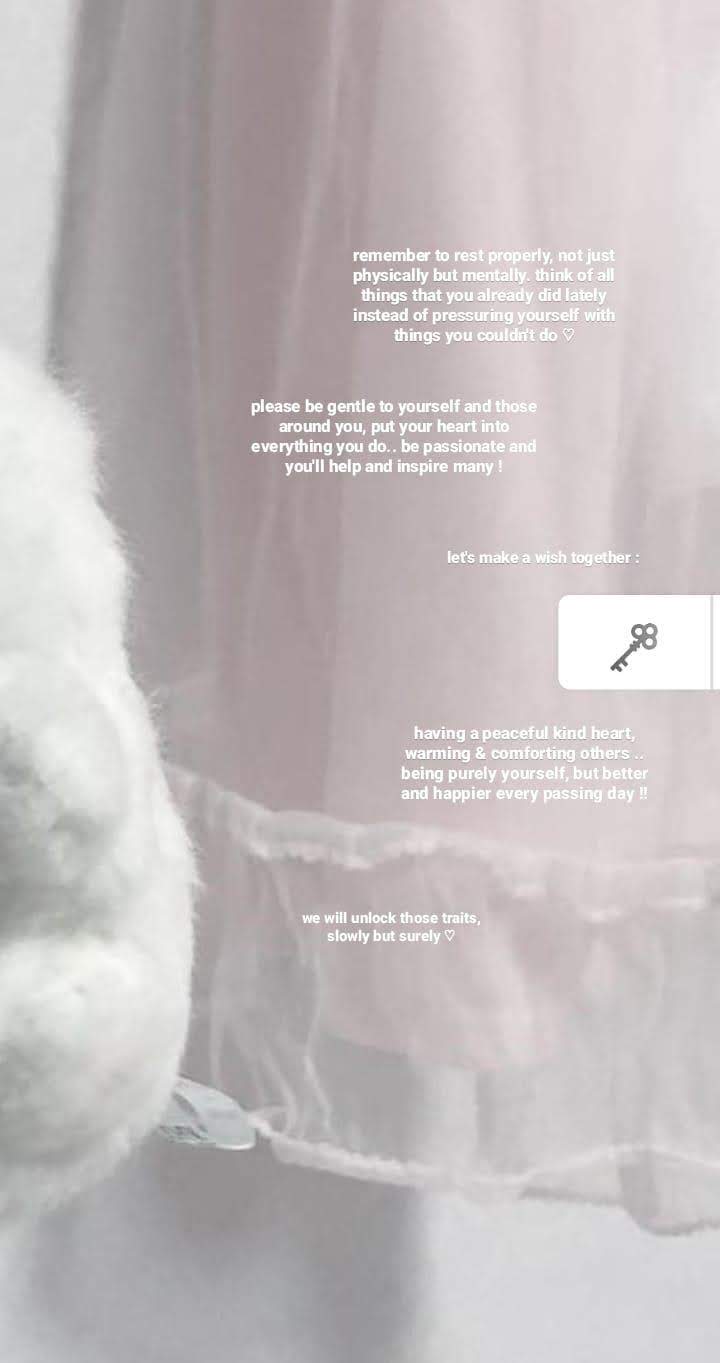 remember to rest properly, not just
physically but mentally. think of all
things that you already did lately
instead of pressuring yourself with
things you couldn't do ♡
please be gentle to yourself and those
around you, put your heart into
everything you do.. be passionate and
you'll help and inspire many !
let's make a wish together :
having a peaceful kind heart,
warming & comforting others ..
being purely yourself, but better
and happier every passing day !!
we will unlock those traits,
slowly but surely ♡